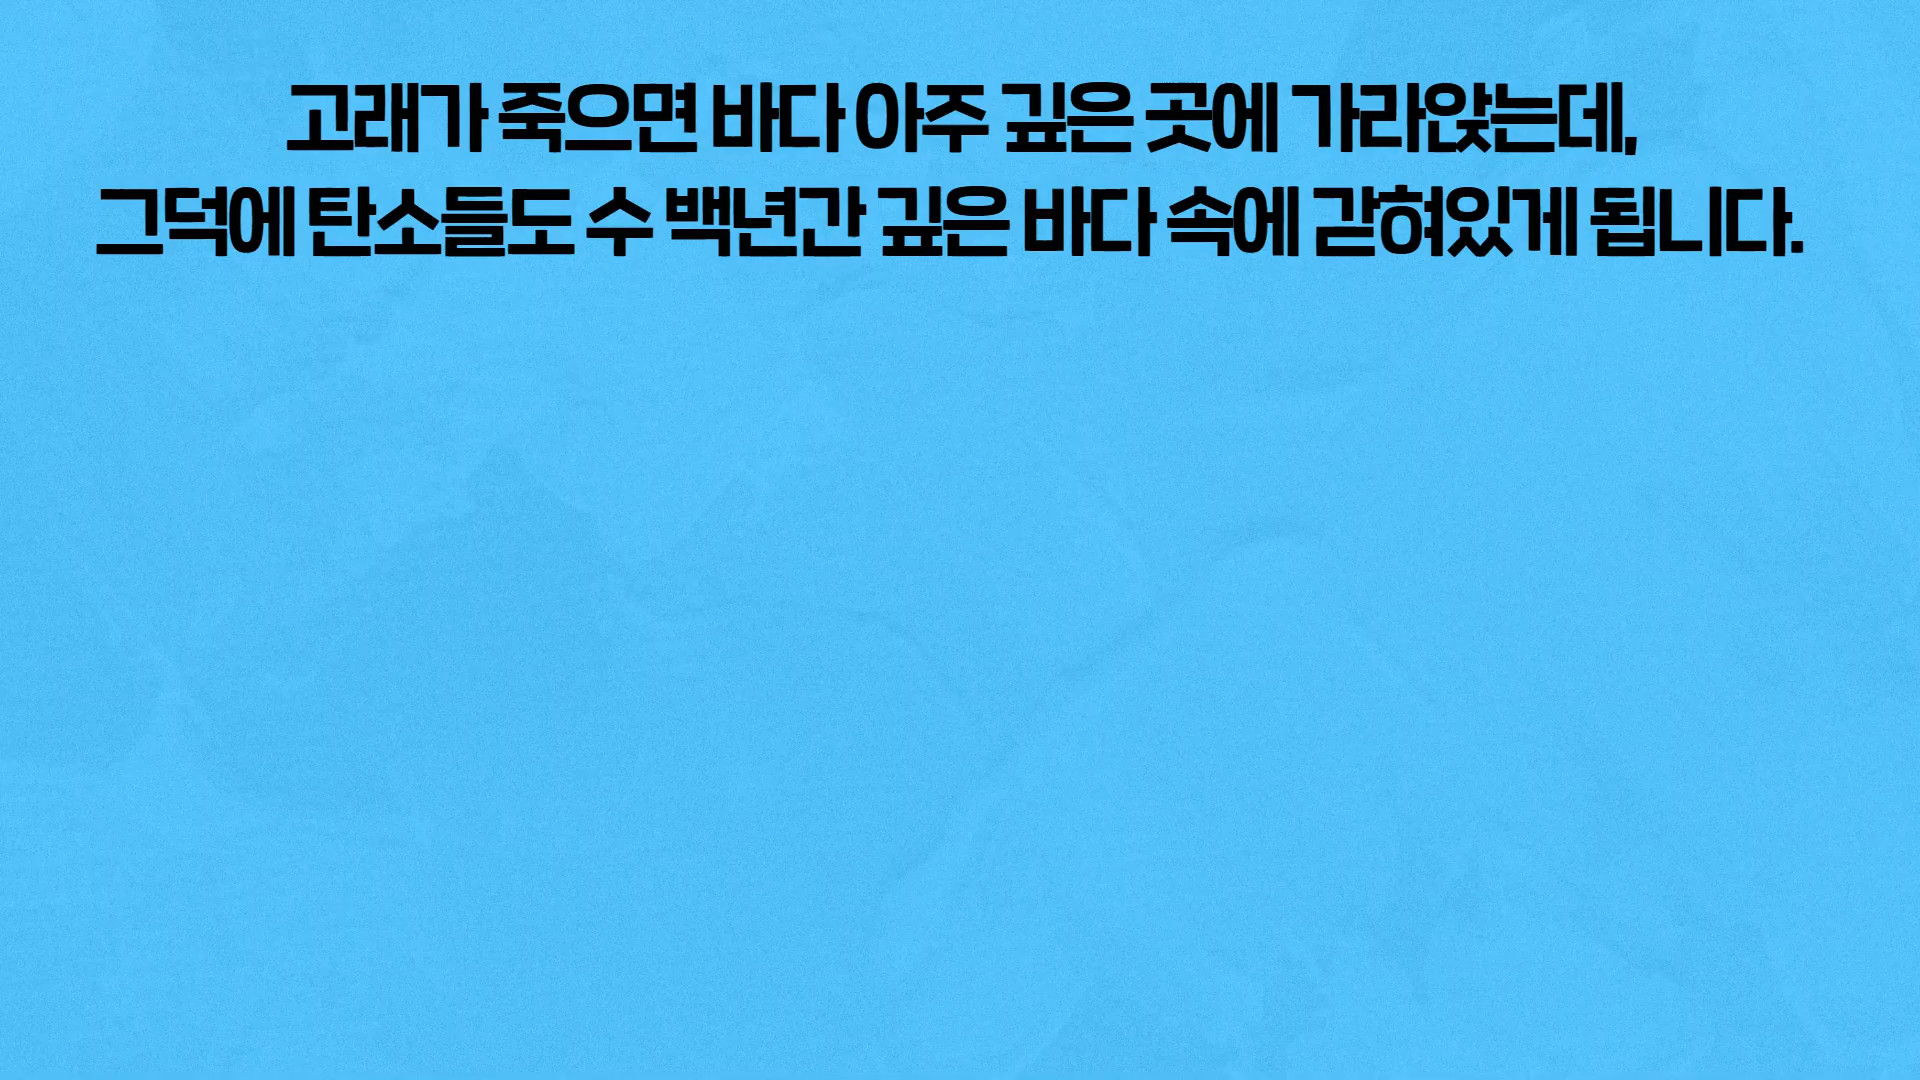 고래가 죽으면 바다 아주 깊은 곳에 가라앉는데,
그덕에 탄소들도 수 백년간 깊은 바다 속에 갇혀있게 됩니다.